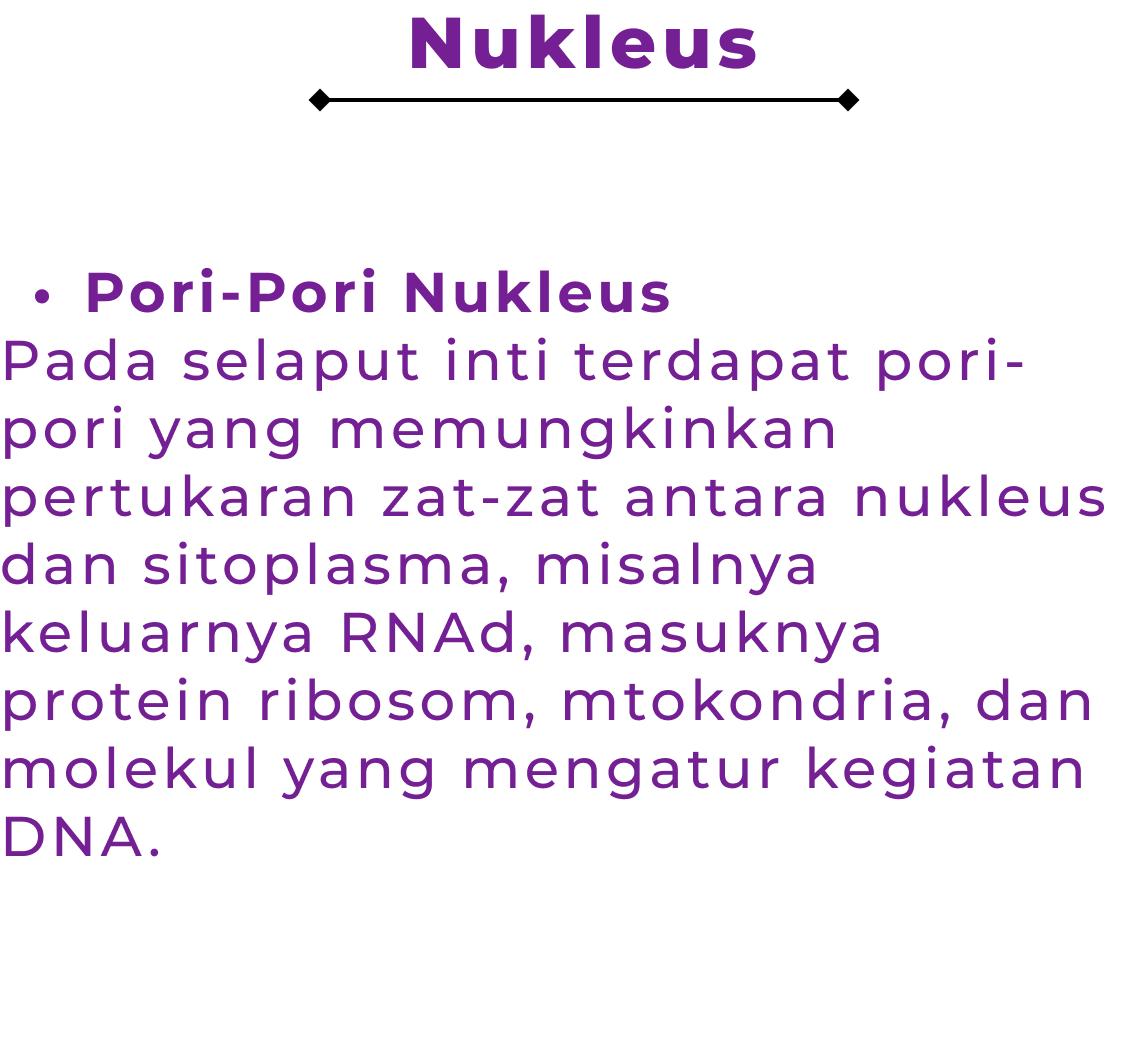 Nukleus
• Pori-Pori Nukleus
Pada selaput inti terdapat pori-
pori yang memungkinkan
pertukaran zat-zat antara nukleus
dan sitoplasma, misalnya
keluarnya RNAd, masuknya
protein ribosom, mtokondria, dan
molekul yang mengatur kegiatan
DNA.